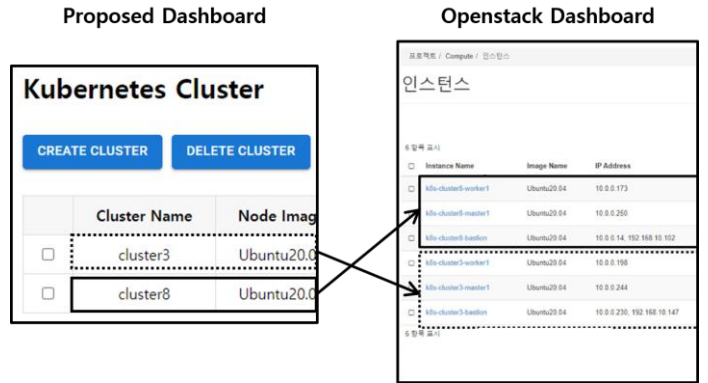 Proposed Dashboard
Openstack Dashboard
Kubernetes Cluster
CREATE CLUSTER
DELETE CLUSTER
Cluster Name
Node Imag
cluster3
Ubuntu20.0
cluster8
Ubuntu20.0
프로젝트 / Compute / 인스턴스
인스턴스
6 항목 표시
Instance Name
Image Name
IP Address
k8s-cluster8-worker1
Ubuntu20.04
10.0.0.173
k8s-cluster8-master1
Ubuntu20.04
10.0.0.250
k8s-cluster8-bastion
Ubuntu20.04
10.0.0.14, 192.168.10.102
k8s-cluster3-worker1
Ubuntu20.04
10.0.0.198
k8s-cluster3-master1
Ubuntu20.04
10.0.0.244
k8s-cluster3-bastion
Ubuntu20.04
10.0.0.230, 192.168.10.147
6 항목 표시